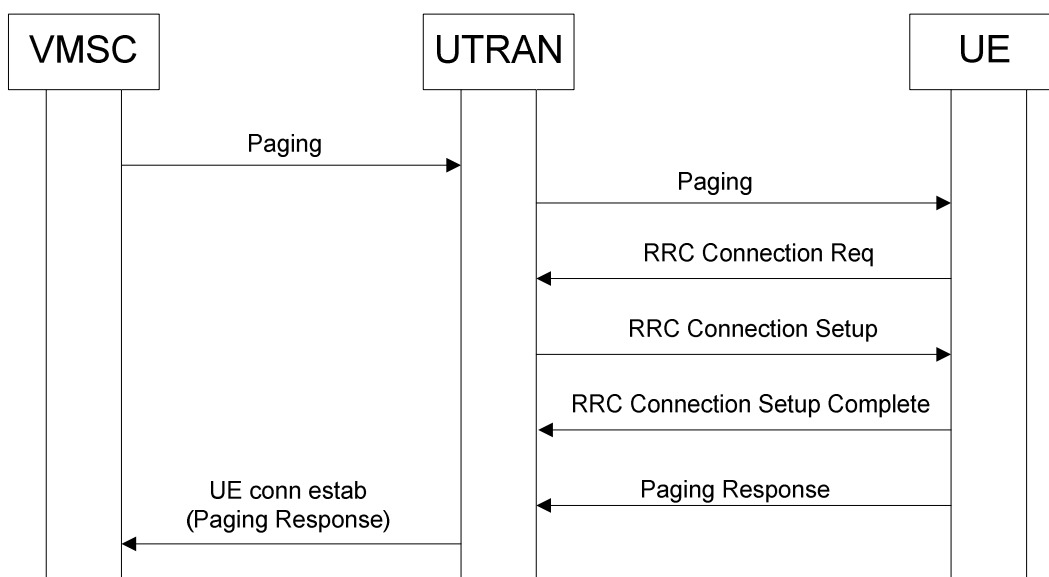 VMSC
UTRAN
UE
Paging
Paging
RRC Connection Req
RRC Connection Setup
RRC Connection Setup Complete
Paging Response
UE conn estab
(Paging Response)